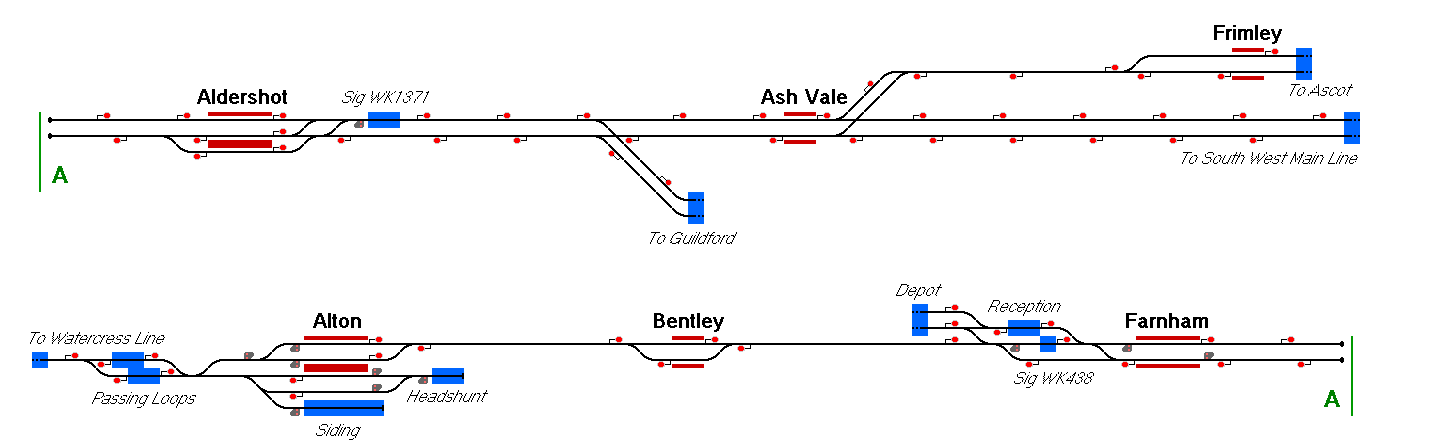 Frimley
Aldershot
Sig WK1371
Ash Vale
To Ascot
To South West Main Line
A
To Guildford
Depot
Reception
To Watercress Line
Alton
Bentley
Farnham
Sig WK438
Passing Loops
Headshunt
A
Siding